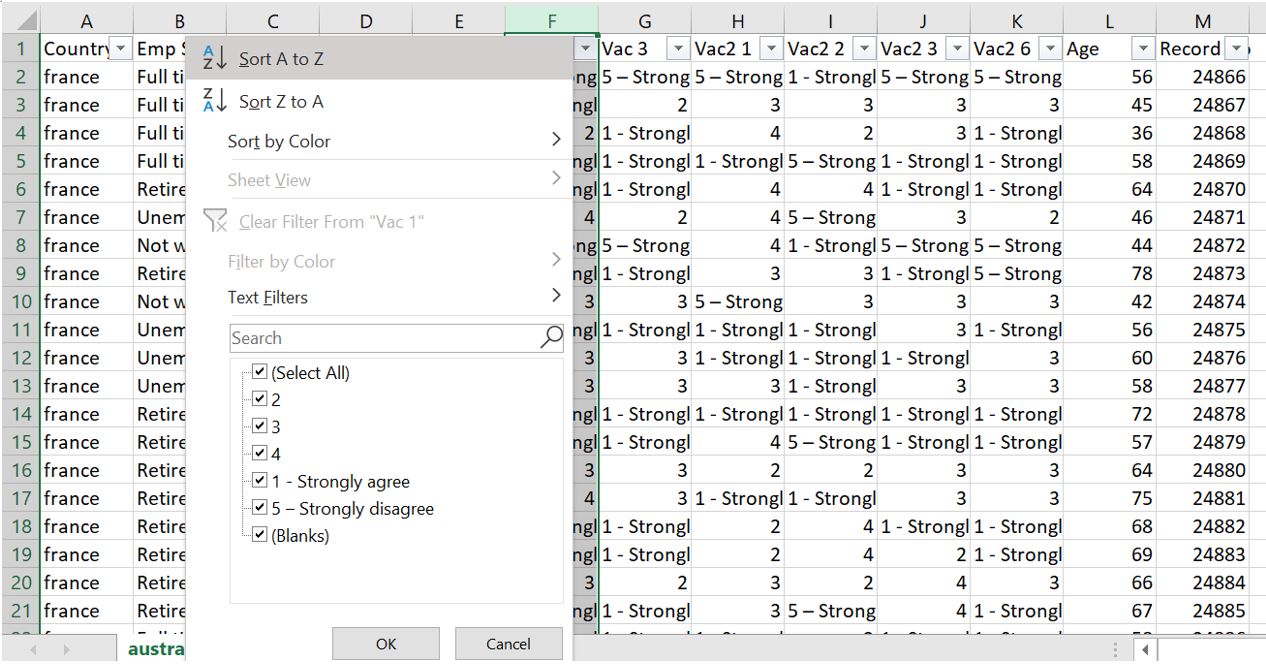 A B C D E F G H I J K L M
1 Country Emp S Vac 3 Vac2 1 Vac2 2 Vac2 3 Vac2 6 Age Record
2 france Full ti ong 5 – Strong 5 – Strong 1 - Strongl 5 – Strong 5 – Strong 56 24866
3 france Full ti ngl 2 3 3 3 3 45 24867
4 france Full ti 2 1 - Strongl 4 2 3 1 - Strongl 36 24868
5 france Full ti ngl 1 - Strongl 1 - Strongl 5 – Strong 1 - Strongl 1 - Strongl 58 24869
6 france Retire ngl 1 - Strongl 4 4 1 - Strongl 1 - Strongl 64 24870
7 france Unem 4 2 4 5 – Strong 3 2 46 24871
8 france Not w ong 5 – Strong 4 1 - Strongl 5 – Strong 5 – Strong 44 24872
9 france Retire ngl 1 - Strongl 3 3 1 - Strongl 5 – Strong 78 24873
10 france Not w 3 3 5 – Strong 3 3 3 42 24874
11 france Unem ngl 1 - Strongl 1 - Strongl 1 - Strongl 3 1 - Strongl 56 24875
12 france Unem 3 3 1 - Strongl 1 - Strongl 1 - Strongl 3 60 24876
13 france Unem 3 3 3 1 - Strongl 3 3 58 24877
14 france Retire ngl 1 - Strongl 1 - Strongl 1 - Strongl 1 - Strongl 1 - Strongl 72 24878
15 france Retire ngl 1 - Strongl 4 5 – Strong 1 - Strongl 1 - Strongl 57 24879
16 france Retire 3 3 2 2 3 3 64 24880
17 france Retire 4 3 1 - Strongl 1 - Strongl 3 3 75 24881
18 france Retire ngl 1 - Strongl 2 4 1 - Strongl 1 - Strongl 68 24882
19 france Retire ngl 1 - Strongl 2 4 2 1 - Strongl 69 24883
20 france Retire 3 2 3 2 4 3 66 24884
21 france Retire ngl 1 - Strongl 3 5 – Strong 4 1 - Strongl 67 24885
Sort A to Z
Sort Z to A
Sort by Color
Sheet View
Clear Filter From "Vac 1"
Filter by Color
Text Filters
Search
(Select All)
2
3
4
1 - Strongly agree
5 – Strongly disagree
(Blanks)
OK Cancel
austra